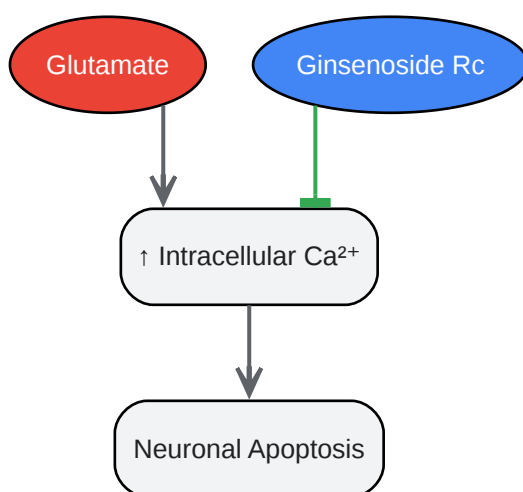 Glutamate
Ginsenoside Rc
↑ Intracellular Ca²⁺
Neuronal Apoptosis